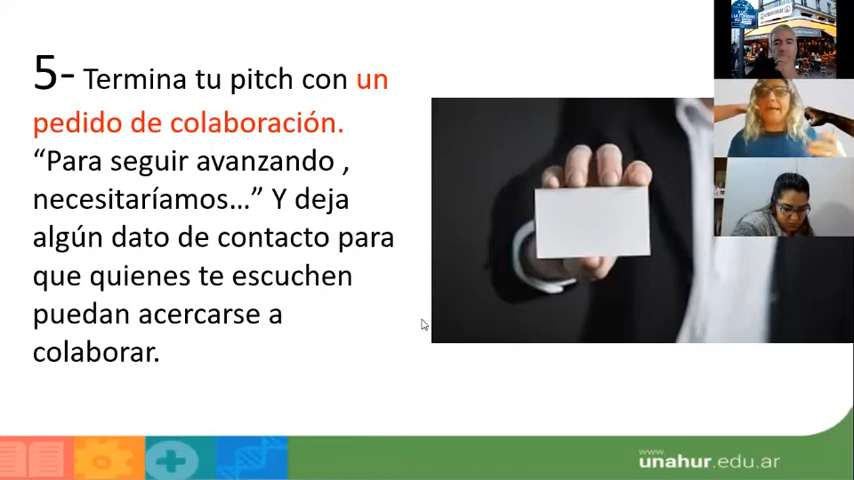 5- Termina tu pitch con un
pedido de colaboración.
“Para seguir avanzando ,
necesitaríamos…” Y deja
algún dato de contacto para
que quienes te escuchen
puedan acercarse a
colaborar.
www.
unahur.edu.ar